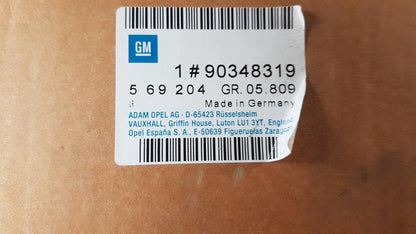 GM
1#90348319
5 69 204 GR.05.809
Made in Germany
ADAM OPEL AG · D-65423 Rüsselsheim
VAUXHALL, Griffin House, Luton LU1 3YT, England
Opel España S. A., E-50639 Figueruelas Zaragoz